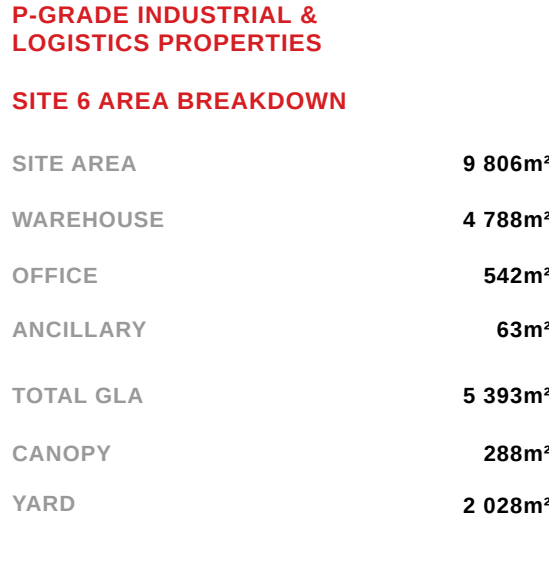 P-GRADE INDUSTRIAL &
LOGISTICS PROPERTIES
SITE 6 AREA BREAKDOWN
SITE AREA 9 806m²
WAREHOUSE 4 788m²
OFFICE 542m²
ANCILLARY 63m²
TOTAL GLA 5 393m²
CANOPY 288m²
YARD 2 028m²